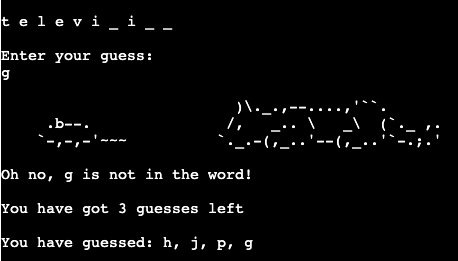 t e l e v i _ i _ _
Enter your guess:
g
Oh no, g is not in the word!
You have got 3 guesses left
You have guessed: h, j, p, g